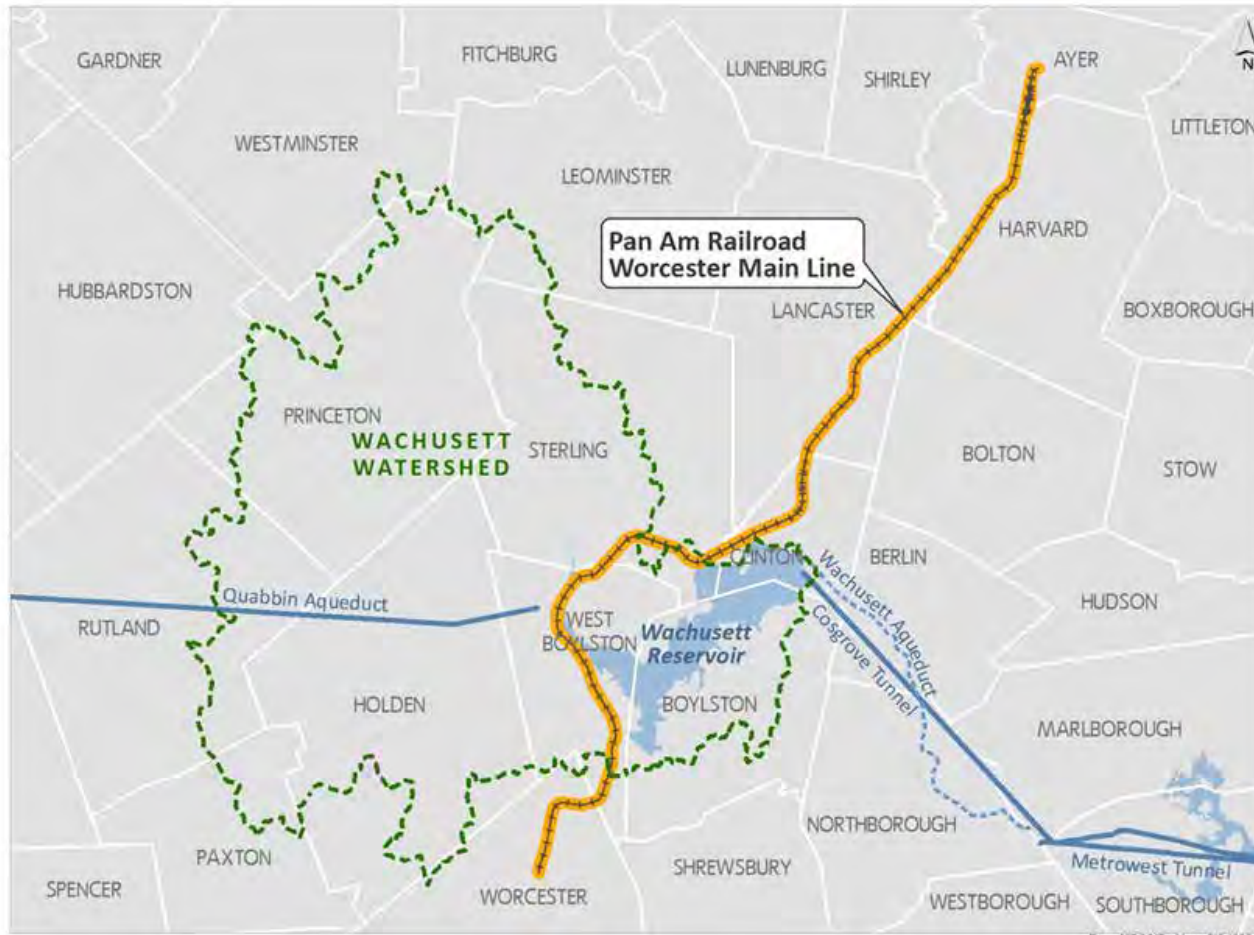 GARDNER
FITCHBURG
LUNENBURG
SHIRLEY
AYER
N
LITTLETON
WESTMINSTER
LEOMINSTER
HARVARD
Pan Am Railroad
Worcester Main Line
HUBBARDSTON
LANCASTER
BOXBOROUGH
PRINCETON
WACHUSETT
WATERSHED
STERLING
BOLTON
STOW
CLINTON
BERLIN
Wachusett Aqueduct
Quabbin Aqueduct
HUDSON
RUTLAND
WEST
BOYLSTON
Wachusett
Reservoir
Cosgrove Tunnel
HOLDEN
BOYLSTON
MARLBOROUGH
NORTHBOROUGH
PAXTON
SHREWSBURY
Metrowest Tunnel
SPENCER
WORCESTER
WESTBOROUGH
SOUTHBOROUGH